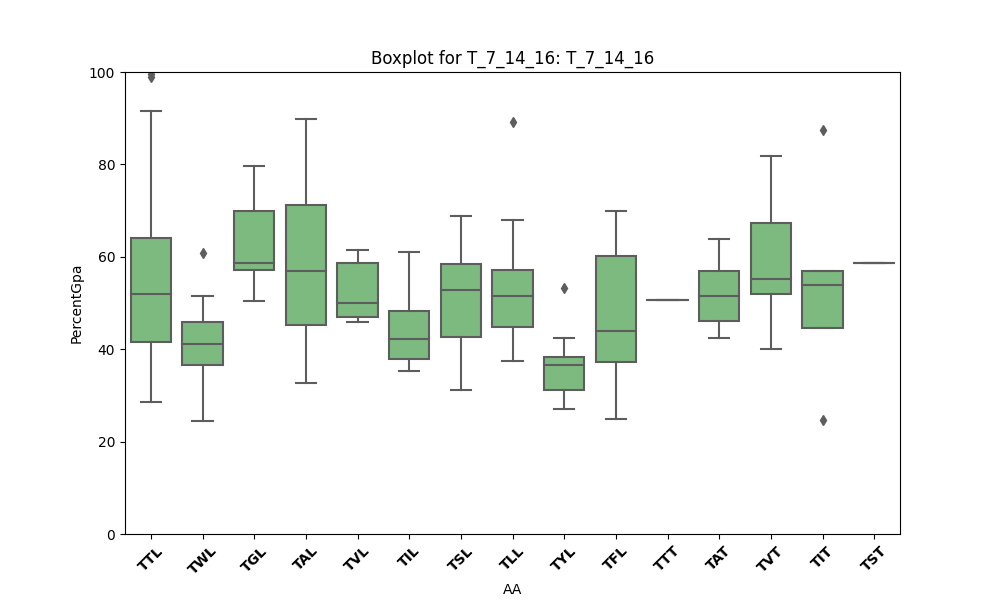 Boxplot for T_7_14_16: T_7_14_16
100
80
60
40
20
0
PercentGpa
TTL TWL TGL TAL TVL TIL TSL TLL TYL TFL TTT TAT TVT TIT TST
AA